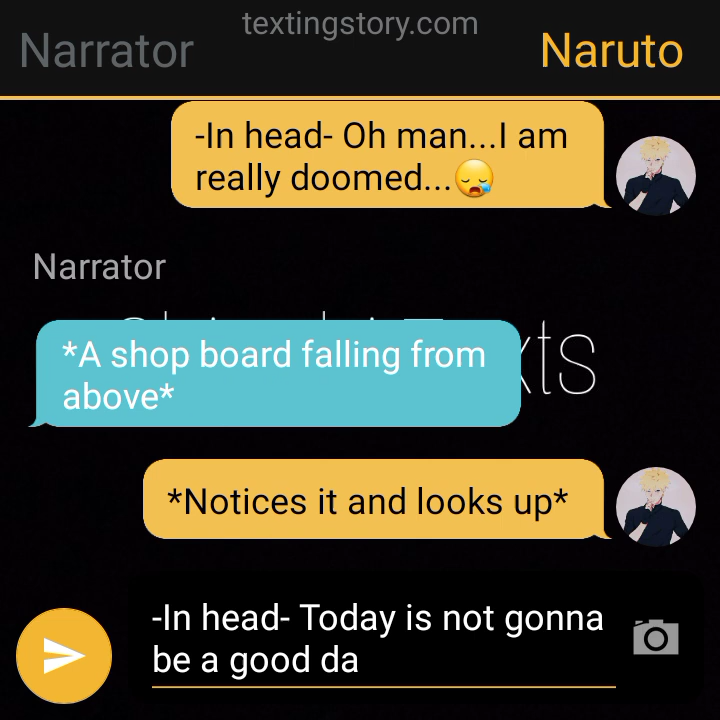 textingstory.com
Narrator
Naruto
-In head- Oh man...I am
really doomed...😪
Narrator
*A shop board falling from
above*
*Notices it and looks up*
-In head- Today is not gonna
be a good da